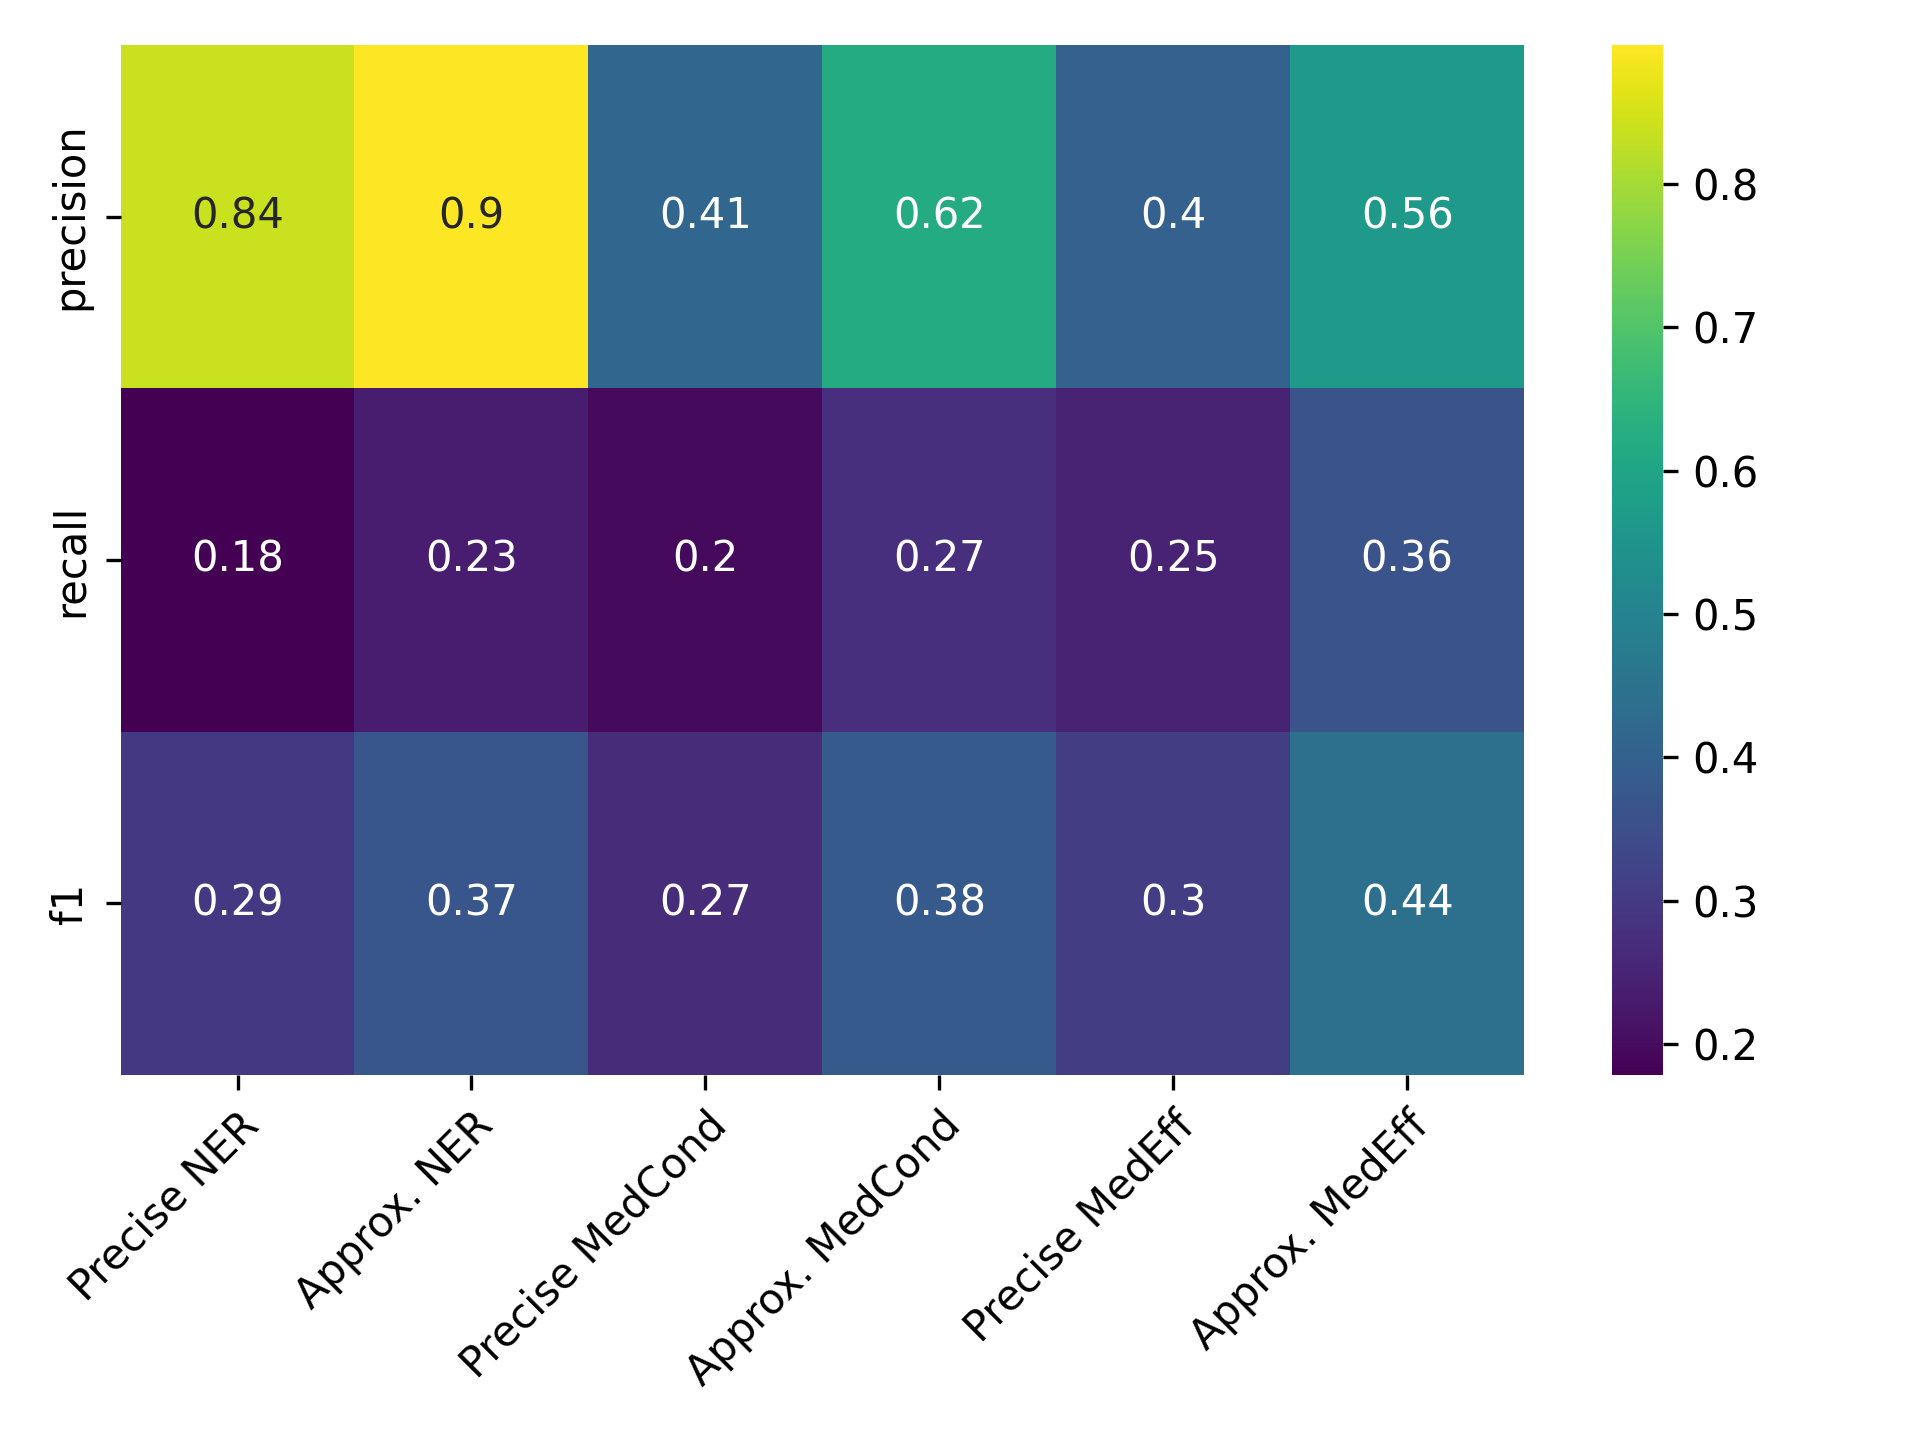 precision
0.84 0.9 0.41 0.62 0.4 0.56
recall
0.18 0.23 0.2 0.27 0.25 0.36
f1
0.29 0.37 0.27 0.38 0.3 0.44
Precise NER
Approx. NER
Precise MedCond
Approx. MedCond
Precise MedEff
Approx. MedEff
0.8
0.7
0.6
0.5
0.4
0.3
0.2